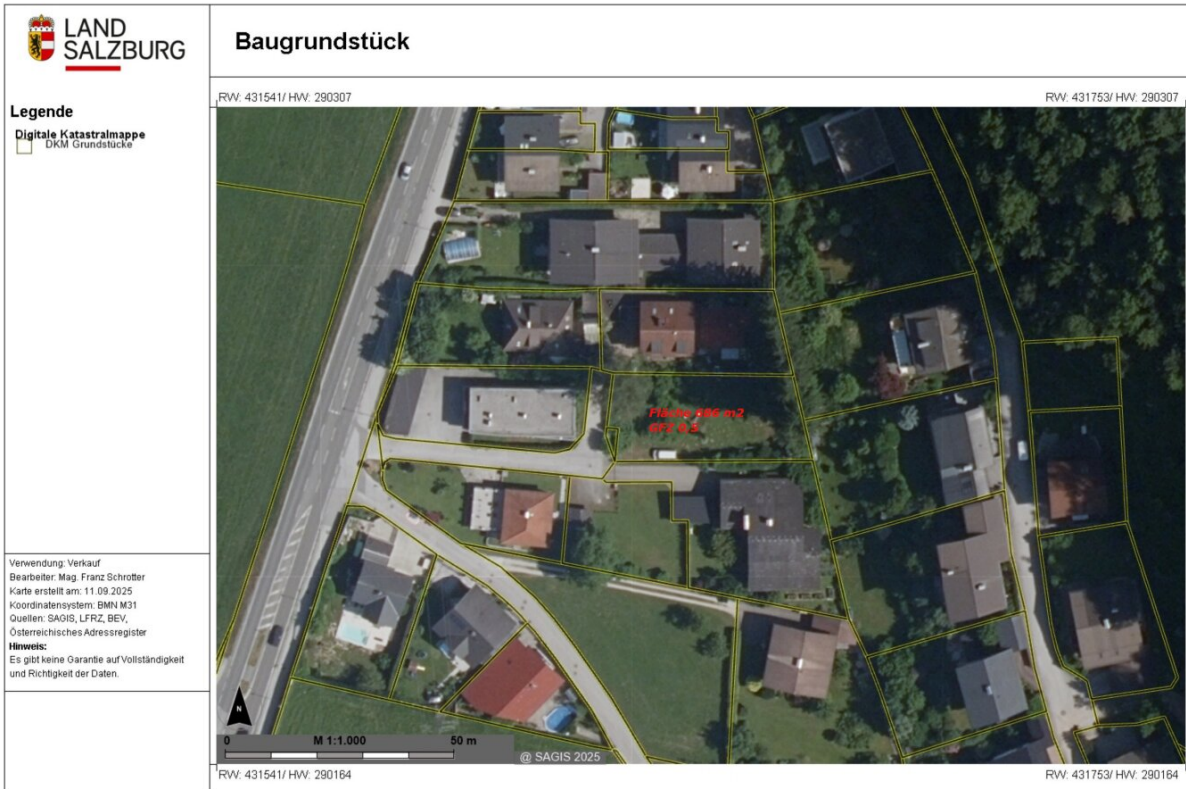 LAND
SALZBURG
Baugrundstück
Legende
Digitale Katastralmappe
DKM Grundstücke
RW: 431541/ HW: 290307
RW: 431753/ HW: 290307
Fläche m2
GFZ 0.5
Verwendung: Verkauf
Bearbeiter: Mag. Franz Schrotter
Karte erstellt am: 11.09.2025
Koordinatensystem: BMN M31
Quellen: SAGIS, LFRZ, BEV,
Österreichisches Adressregister
Hinweis:
Es gibt keine Garantie auf Vollständigkeit
und Richtigkeit der Daten.
N
0 M 1:1.000 50 m
@ SAGIS 2025
RW: 431541/ HW: 290164
RW: 431753/ HW: 290164